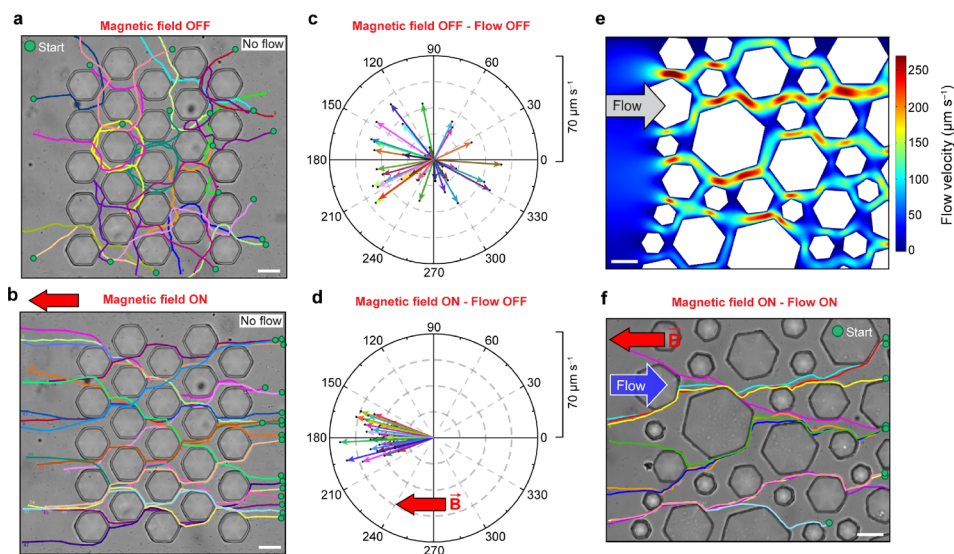 a
Magnetic field OFF
Start
No flow
b
Magnetic field ON
No flow
c
Magnetic field OFF - Flow OFF
90
120
60
150
30
180
0
210
330
240
300
270
70 µm s⁻¹
d
Magnetic field ON - Flow OFF
90
120
60
150
30
180
0
210
330
240
300
270
70 µm s⁻¹
B
e
Flow
250
200
150
100
50
0
Flow velocity (µm s⁻¹)
f
Magnetic field ON - Flow ON
B
Start
Flow